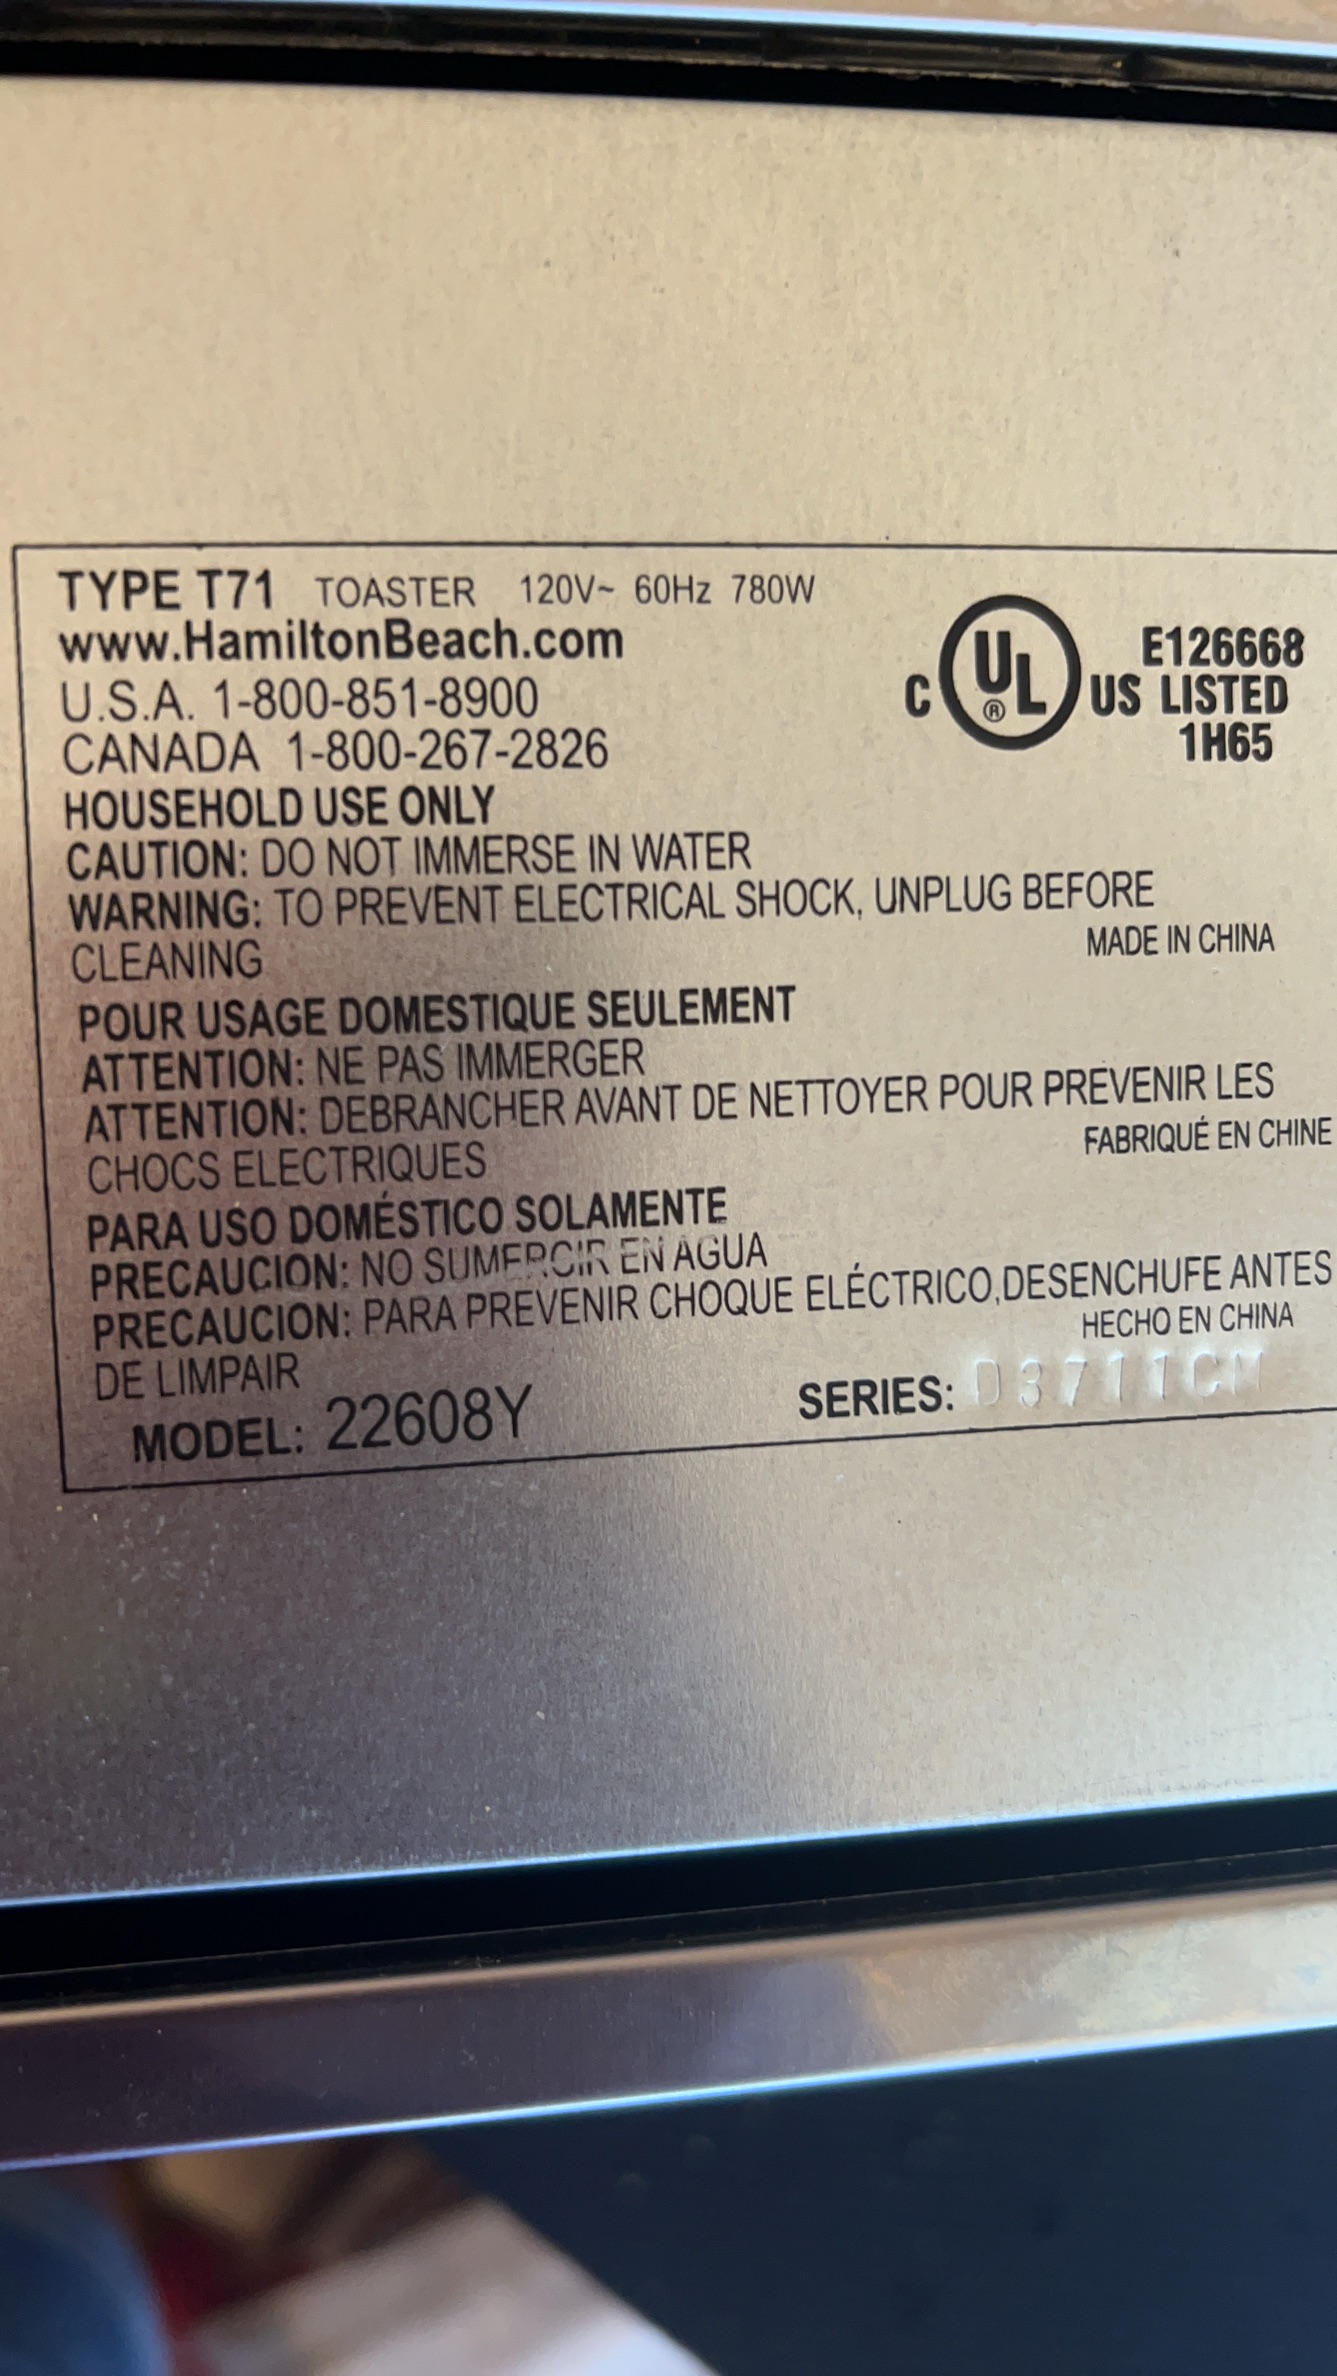 TYPE T71 TOASTER 120V~ 60Hz 780W
www.HamiltonBeach.com
U.S.A. 1-800-851-8900
CANADA 1-800-267-2826
C UL ® US E126668
LISTED
1H65
HOUSEHOLD USE ONLY
CAUTION: DO NOT IMMERSE IN WATER
WARNING: TO PREVENT ELECTRICAL SHOCK, UNPLUG BEFORE
CLEANING
MADE IN CHINA
POUR USAGE DOMESTIQUE SEULEMENT
ATTENTION: NE PAS IMMERGER
ATTENTION: DEBRANCHER AVANT DE NETTOYER POUR PREVENIR LES
CHOCS ELECTRIQUES
FABRIQUÉ EN CHINE
PARA USO DOMÉSTICO SOLAMENTE
PRECAUCION: NO SUMERGIR EN AGUA
PRECAUCION: PARA PREVENIR CHOQUE ELÉCTRICO,DESENCHUFE ANTES
DE LIMPAIR
HECHO EN CHINA
MODEL: 22608Y
SERIES: D3711CM